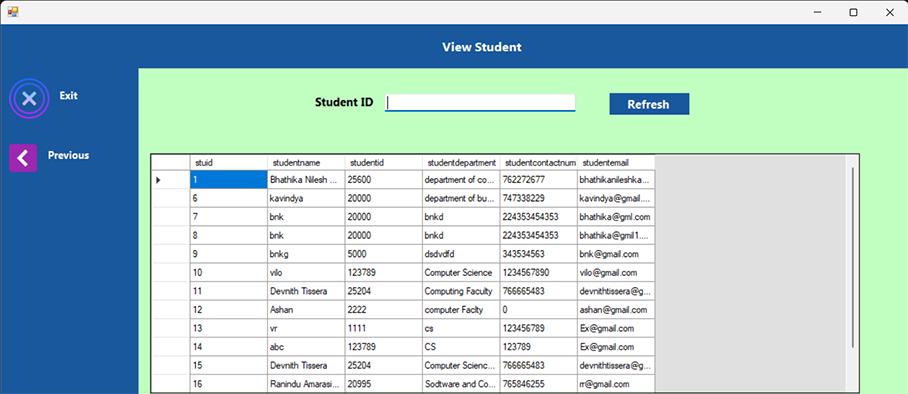 View Student
Exit
Student ID
Refresh
Previous
stuid studentname studentid studentdepartment studentcontactnum studentemail
1 Bhathika Nilesh ... 25600 department of co... 762272677 bhathikanileshka...
6 kavindya 20000 department of bu... 747338229 kavindya@gmail....
7 bnk 20000 bnkd 224353454353 bhathika@gml.com
8 bnk 20000 bnkd 224353454353 bhathika@gmil1....
9 bnkg 5000 dsdvdfd 343534563 bnk@gmail.com
10 vilo 123789 Computer Science 1234567890 vilo@gmail.com
11 Devnith Tissera 25204 Computing Faculty 766665483 devnithtissera@g...
12 Ashan 2222 computer Faclty 0 ashan@gmail.com
13 vr 1111 cs 123456789 Ex@gmail.com
14 abc 123789 CS 123789 Ex@gmail.com
15 Devnith Tissera 25204 Computer Scienc... 766665483 devnithtissera@g...
16 Ranindu Amarasi... 20995 Sodtware and Co... 765846255 rr@gmail.com